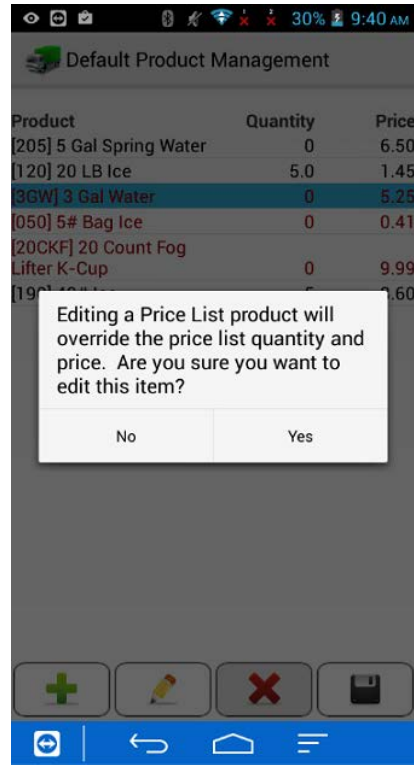 30% 9:40 AM
Default Product Management
Product Quantity Price
[205] 5 Gal Spring Water 0 6.50
[120] 20 LB Ice 5.0 1.45
[3GW] 3 Gal Water 0 5.25
[050] 5# Bag Ice 0 0.41
[20CKF] 20 Count Fog
Lifter K-Cup 0 9.99
.60
Editing a Price List product will
override the price list quantity and
price. Are you sure you want to
edit this item?
No Yes